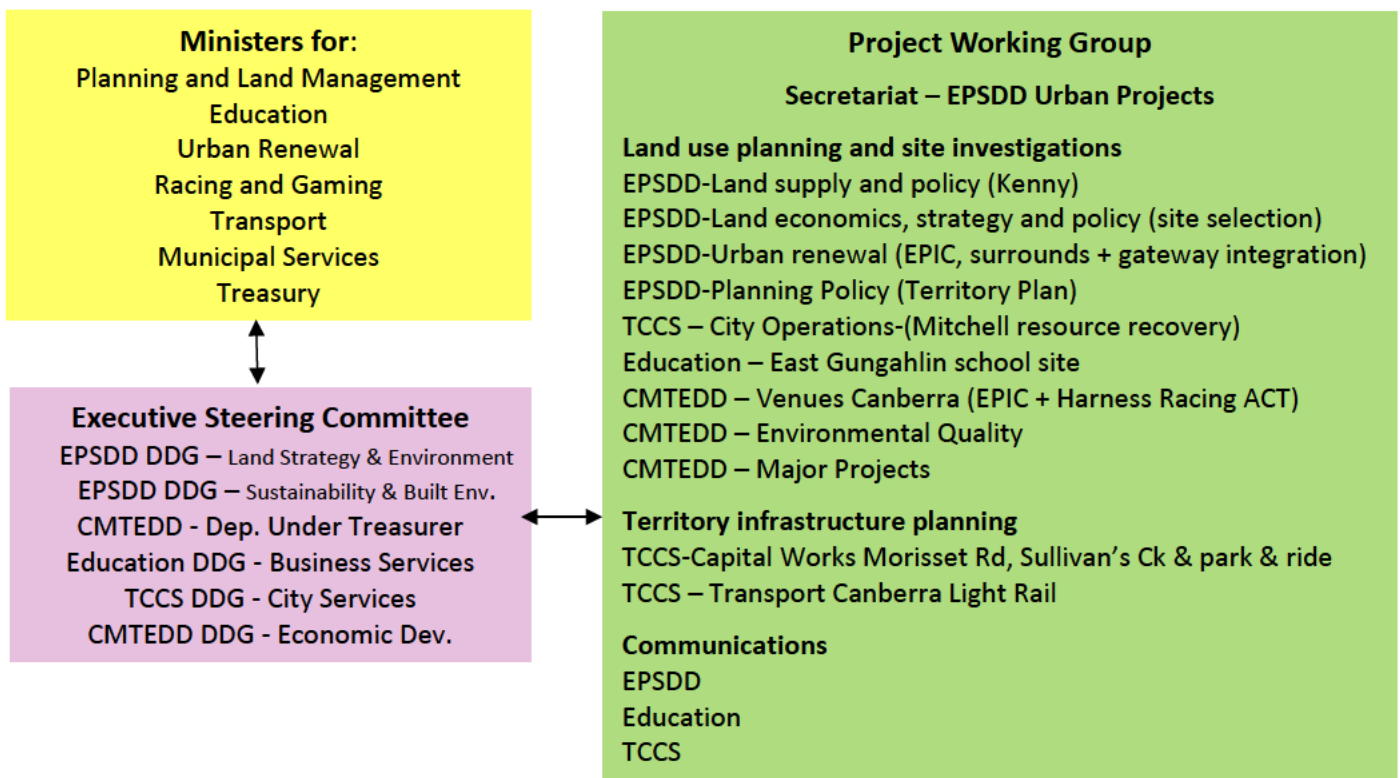 Ministers for:
Planning and Land Management
Education
Urban Renewal
Racing and Gaming
Transport
Municipal Services
Treasury
Executive Steering Committee
EPSDD DDG – Land Strategy & Environment
EPSDD DDG – Sustainability & Built Env.
CMTEDD - Dep. Under Treasurer
Education DDG - Business Services
TCCS DDG - City Services
CMTEDD DDG - Economic Dev.
Project Working Group
Secretariat – EPSDD Urban Projects
Land use planning and site investigations
EPSDD-Land supply and policy (Kenny)
EPSDD-Land economics, strategy and policy (site selection)
EPSDD-Urban renewal (EPIC, surrounds + gateway integration)
EPSDD-Planning Policy (Territory Plan)
TCCS – City Operations-(Mitchell resource recovery)
Education – East Gungahlin school site
CMTEDD – Venues Canberra (EPIC + Harness Racing ACT)
CMTEDD – Environmental Quality
CMTEDD – Major Projects
Territory infrastructure planning
TCCS-Capital Works Morisset Rd, Sullivan's Ck & park & ride
TCCS – Transport Canberra Light Rail
Communications
EPSDD
Education
TCCS